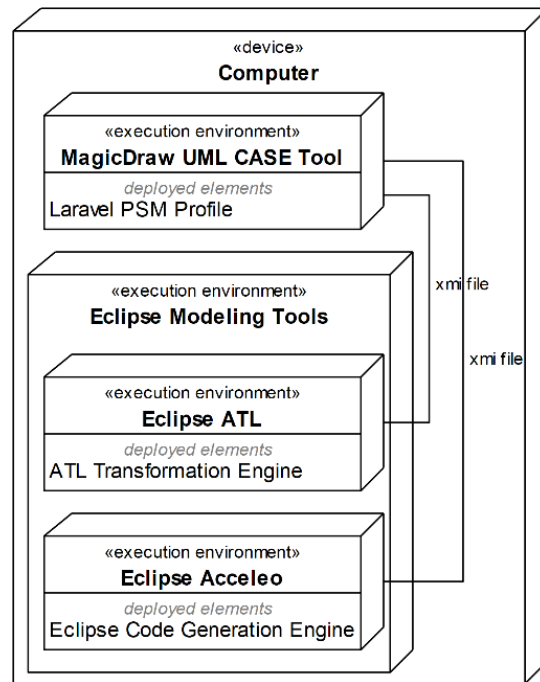 «device»
Computer
«execution environment»
MagicDraw UML CASE Tool
deployed elements
Laravel PSM Profile
xmi file
«execution environment»
Eclipse Modeling Tools
xmi file
«execution environment»
Eclipse ATL
deployed elements
ATL Transformation Engine
«execution environment»
Eclipse Acceleo
deployed elements
Eclipse Code Generation Engine